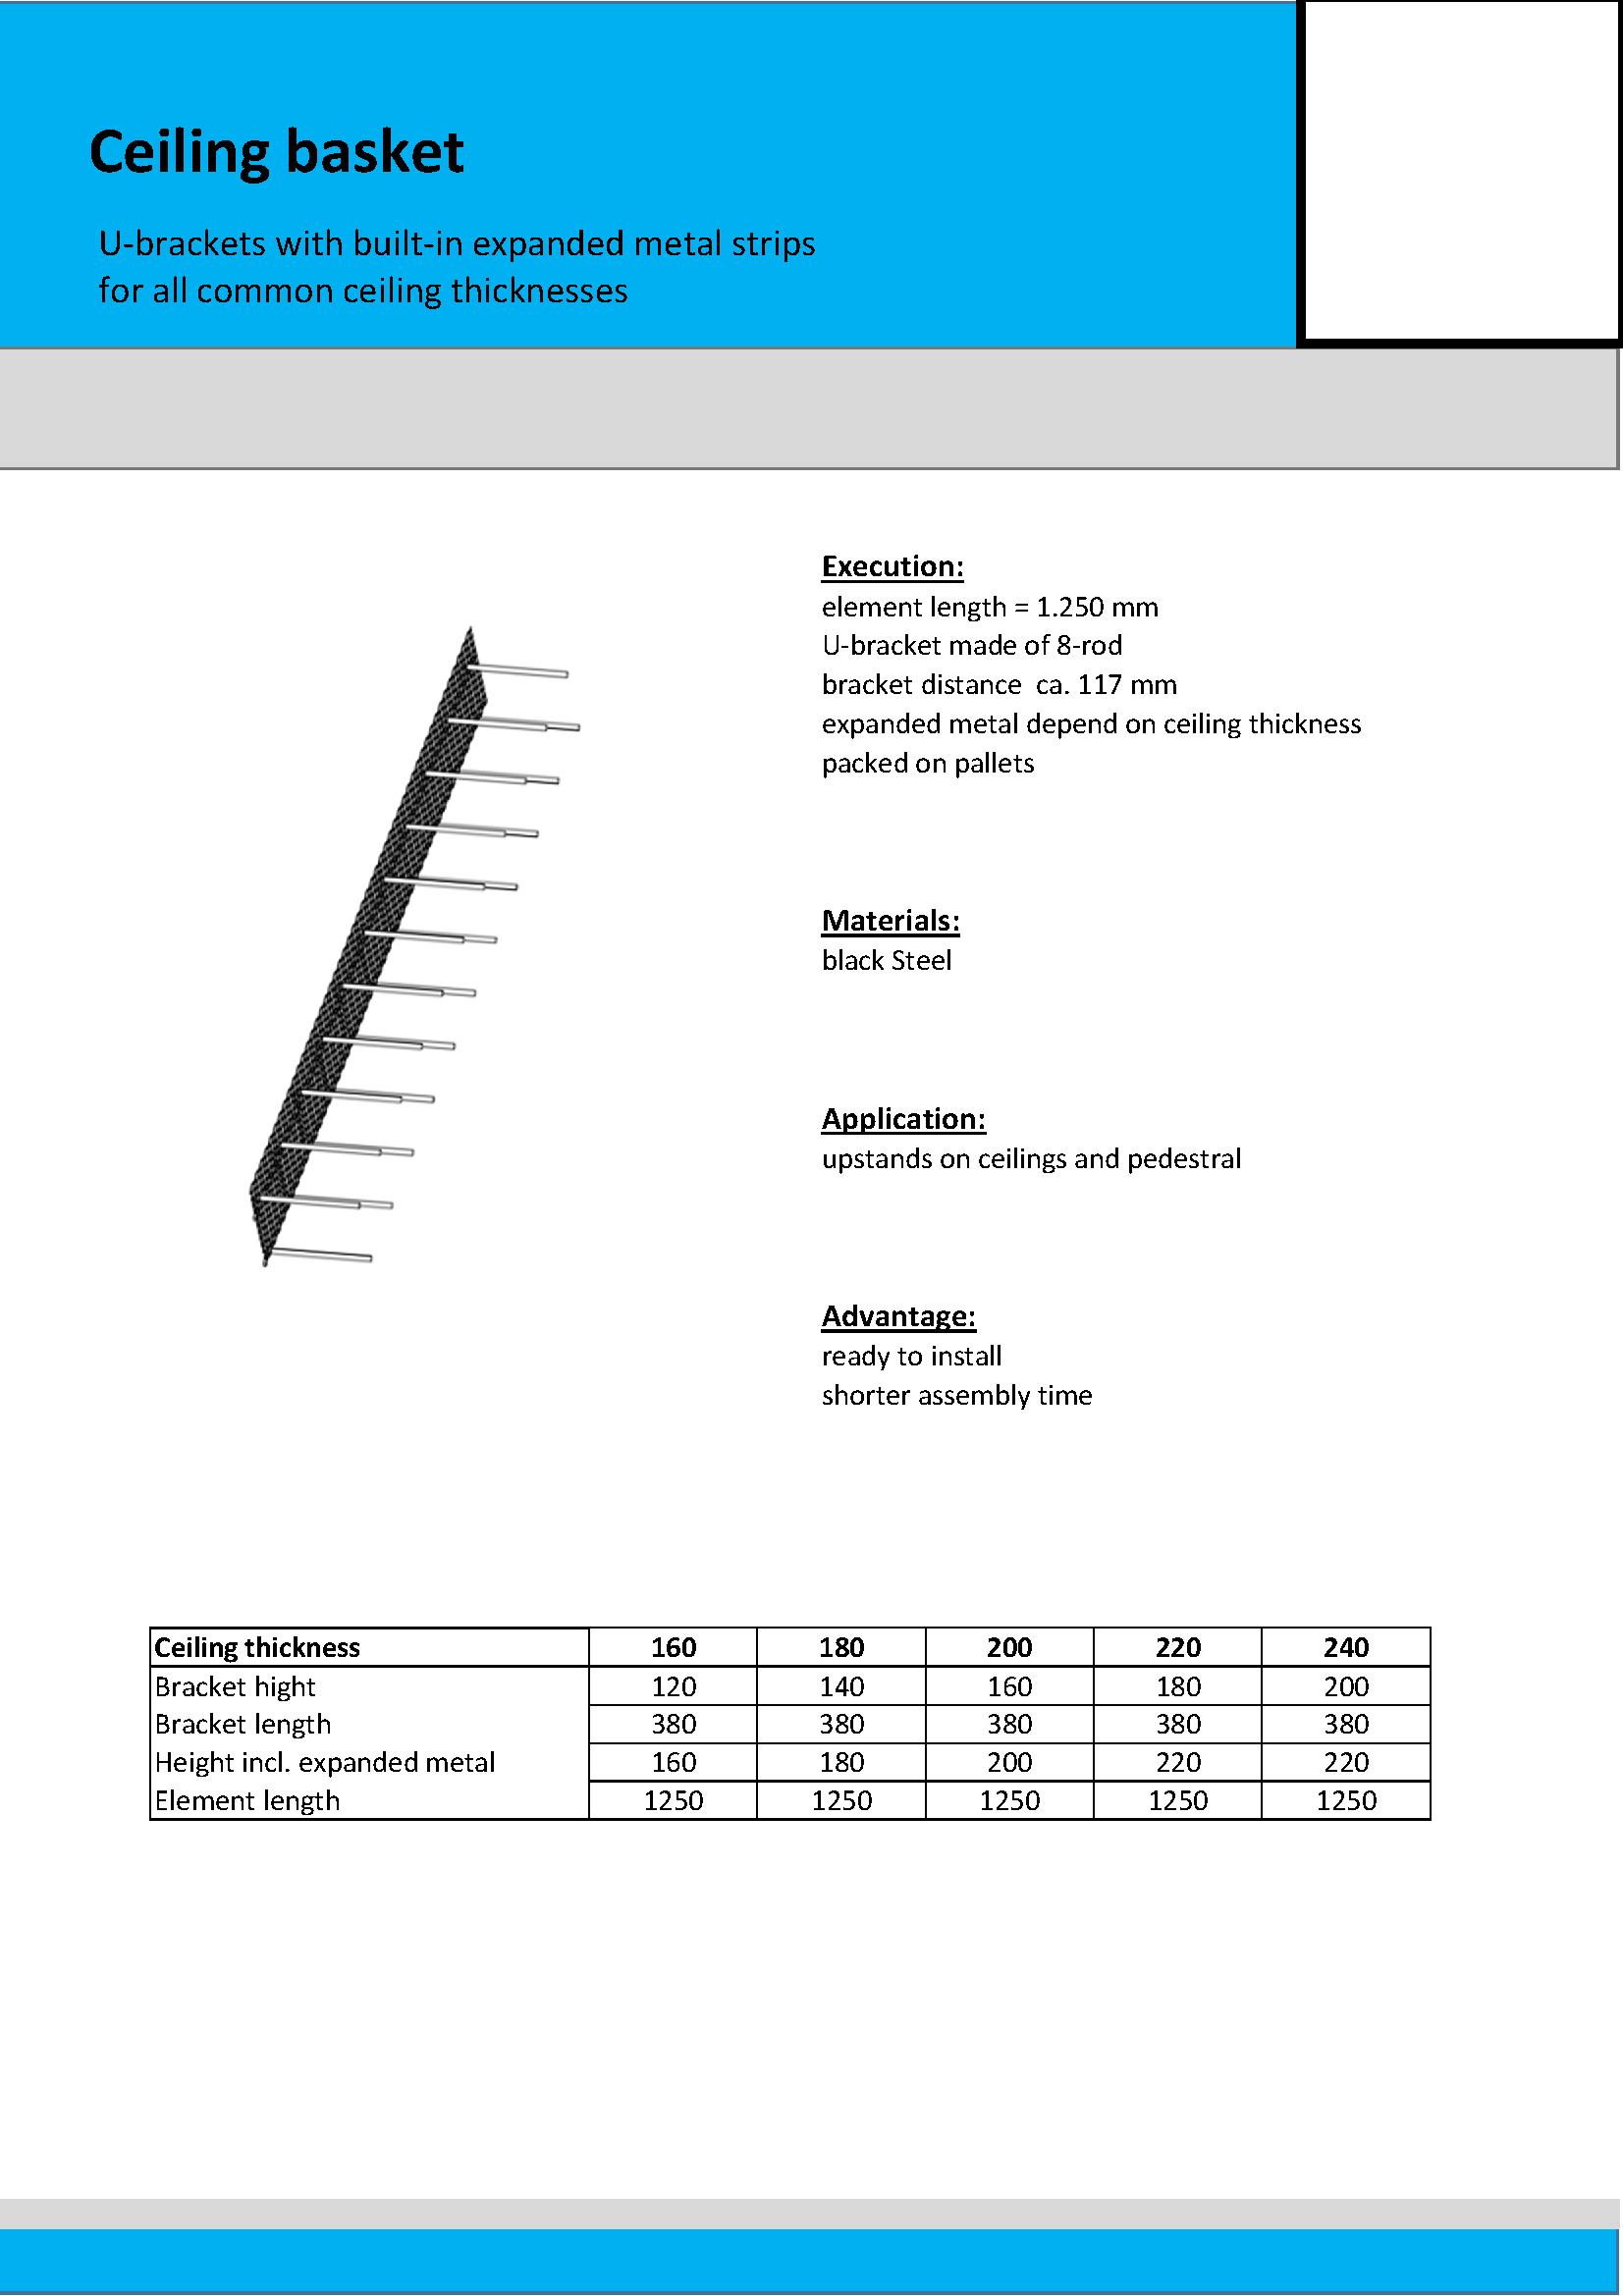 Ceiling basket
U-brackets with built-in expanded metal strips
for all common ceiling thicknesses
Execution:
element length = 1.250 mm
U-bracket made of 8-rod
bracket distance  ca. 117 mm
expanded metal depend on ceiling thickness
packed on pallets
Materials:
black Steel
Application:
upstands on ceilings and pedestral
Advantage:
ready to install
shorter assembly time
Ceiling thickness 160 180 200 220 240
Bracket hight 120 140 160 180 200
Bracket length 380 380 380 380 380
Height incl. expanded metal 160 180 200 220 220
Element length 1250 1250 1250 1250 1250